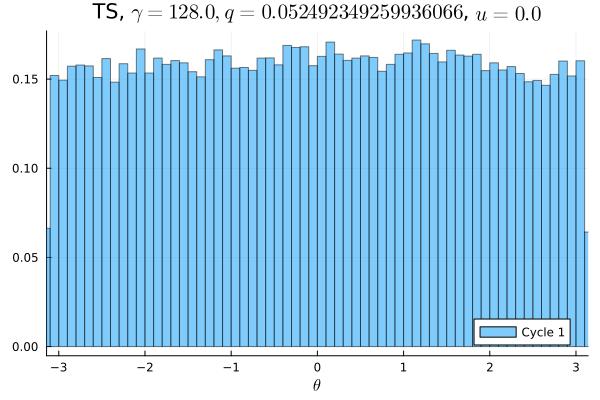 TS, γ = 128.0, q = 0.052492349259936066, u = 0.0
0.15
0.10
0.05
0.00
Cycle 1
−3 −2 −1 0 1 2 3
θ